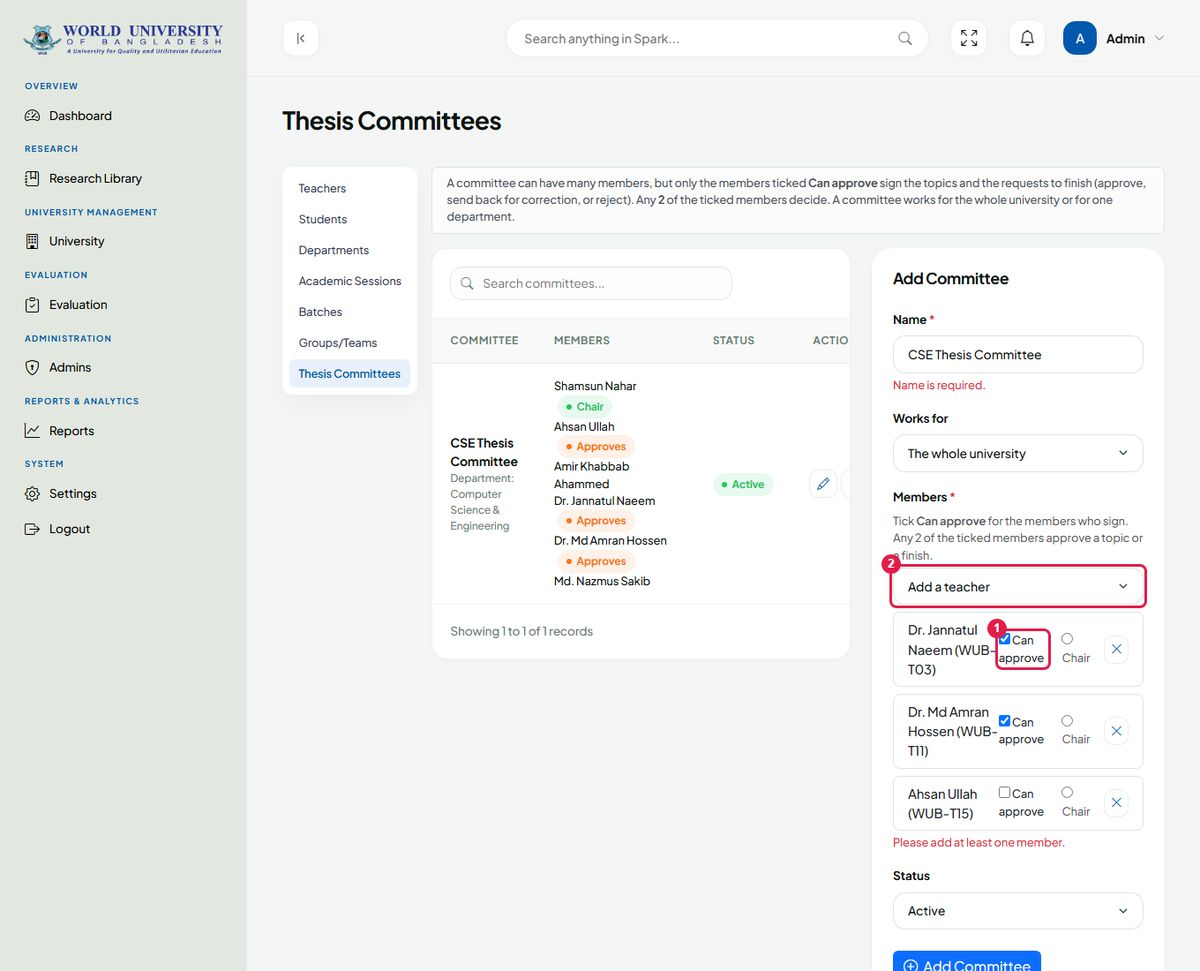 WORLD UNIVERSITY
OF BANGLADESH
A University for Quality and Utilitarian Education
OVERVIEW
Dashboard
RESEARCH
Research Library
UNIVERSITY MANAGEMENT
University
EVALUATION
Evaluation
ADMINISTRATION
Admins
REPORTS & ANALYTICS
Reports
SYSTEM
Settings
Logout
Search anything in Spark...
A
Admin
Thesis Committees
Teachers
Students
Departments
Academic Sessions
Batches
Groups/Teams
Thesis Committees
A committee can have many members, but only the members ticked Can approve sign the topics and the requests to finish (approve,
send back for correction, or reject). Any 2 of the ticked members decide. A committee works for the whole university or for one
department.
Search committees...
COMMITTEE MEMBERS STATUS ACTIO
CSE Thesis
Committee
Department:
Computer
Science &
Engineering
Shamsun Nahar
Chair
Ahsan Ullah
Approves
Amir Khabbab
Ahammed
Dr. Jannatul Naeem
Approves
Dr. Md Amran Hossen
Approves
Md. Nazmus Sakib
Active
Showing 1 to 1 of 1 records
Add Committee
Name *
CSE Thesis Committee
Name is required.
Works for
The whole university
Members *
Tick Can approve for the members who sign.
Any 2 of the ticked members approve a topic or
a finish.
2
Add a teacher
1
Dr. Jannatul
Naeem (WUB-
T03)
Can
approve
Chair
Dr. Md Amran
Hossen (WUB-
T11)
Can
approve
Chair
Ahsan Ullah
(WUB-T15)
Can
approve
Chair
Please add at least one member.
Status
Active
Add Committee